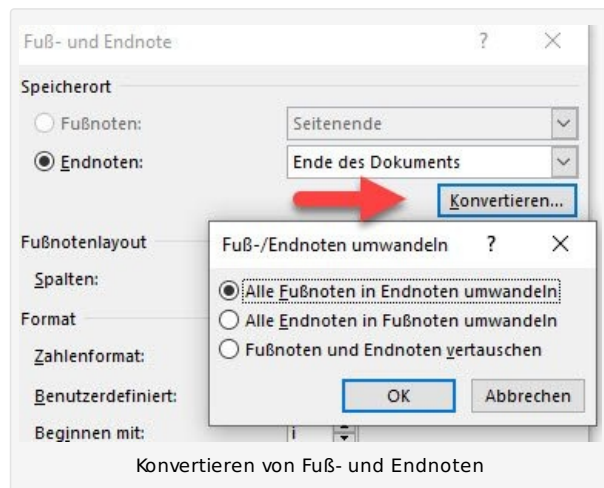 Fuß- und Endnote ? ×
Speicherort
Fußnoten: Seitenende
Endnoten: Ende des Dokuments
Konvertieren...
Fußnotenlayout
Spalten:
Format
Zahlenformat:
Benutzerdefiniert:
Beginnen mit: i
Fuß-/Endnoten umwandeln ? ×
Alle Fußnoten in Endnoten umwandeln
Alle Endnoten in Fußnoten umwandeln
Fußnoten und Endnoten vertauschen
OK Abbrechen
Konvertieren von Fuß- und Endnoten